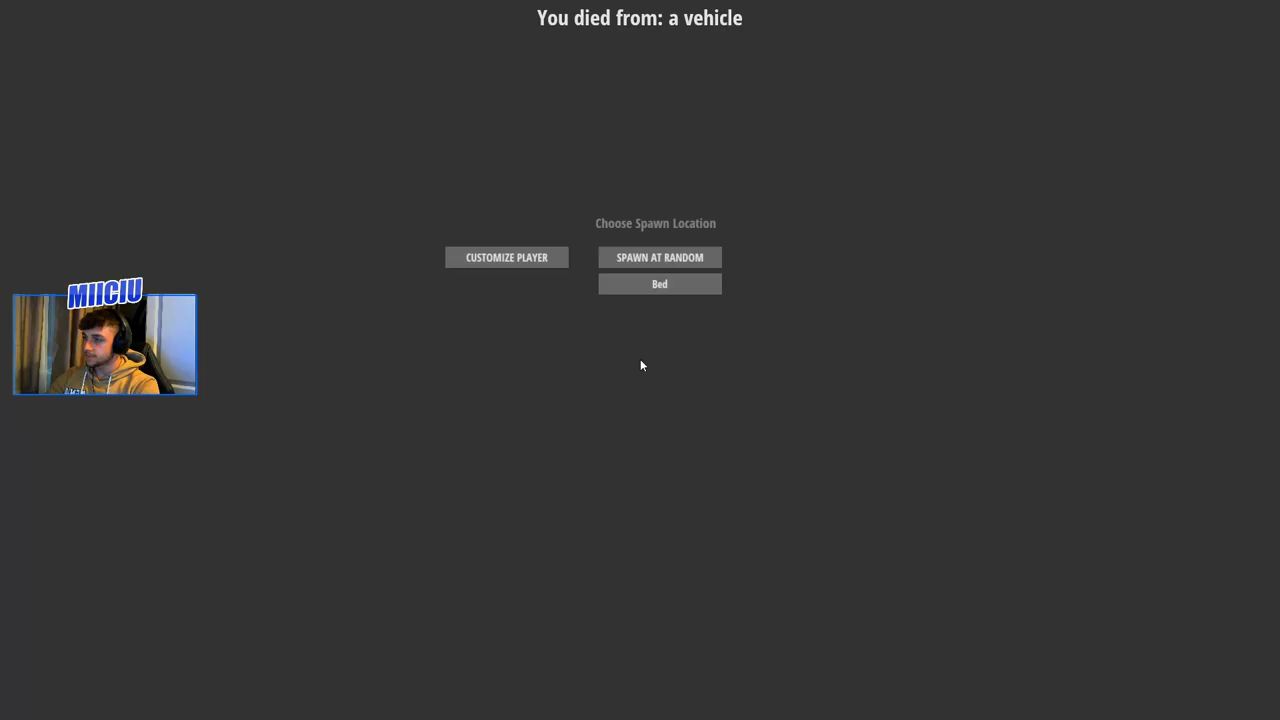 You died from: a vehicle
Choose Spawn Location
CUSTOMIZE PLAYER
SPAWN AT RANDOM
Bed
MIICIU